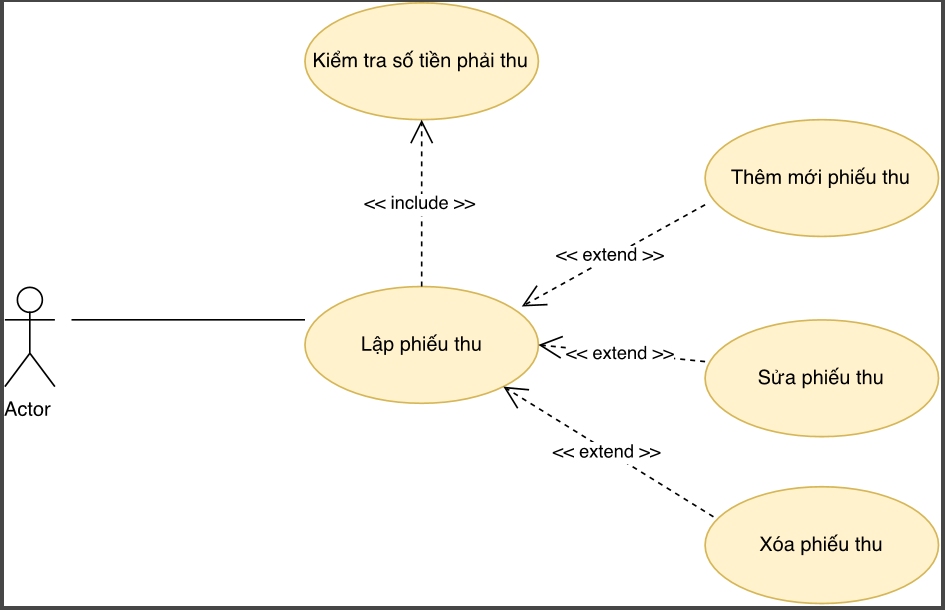 Kiểm tra số tiền phải thu
Thêm mới phiếu thu
<< include >>
<< extend >>
Lập phiếu thu
<< extend >>
Sửa phiếu thu
Actor
<< extend >>
Xóa phiếu thu